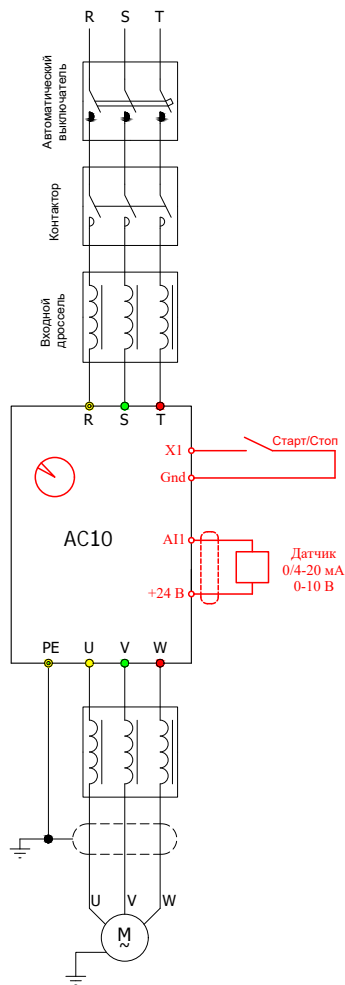 R S T
Автоматический
выключатель
Контактор
Входной
дроссель
R S T
X1
Старт/Стоп
Gnd
AC10
AI1
Датчик
0/4-20 мА
0-10 В
+24 В
PE U V W
U V W
M
~